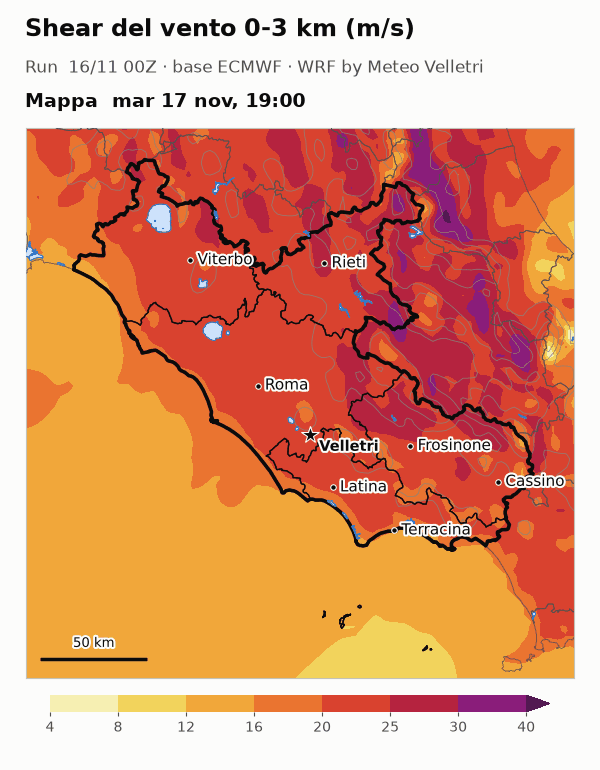 Shear del vento 0-3 km (m/s)
Run 16/11 00Z · base ECMWF · WRF by Meteo Velletri
Mappa mar 17 nov, 19:00
Viterbo
Rieti
Roma
Velletri
Frosinone
Cassino
Latina
Terracina
50 km
4 8 12 16 20 25 30 40